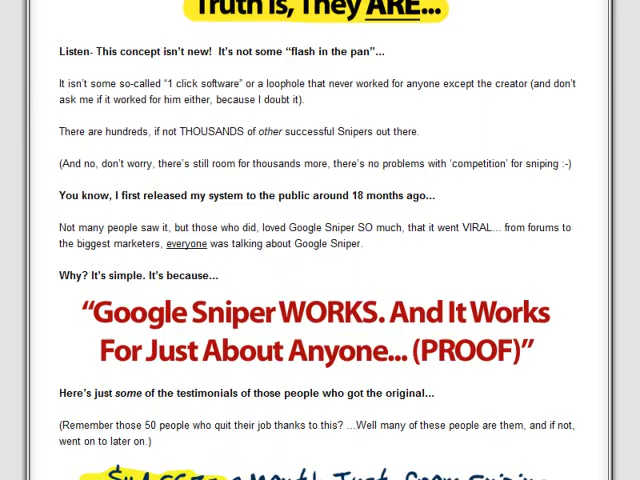 Truth Is, They ARE...
Listen- This concept isn't new!  It's not some “flash in the pan”...
It isn't some so-called “1 click software” or a loophole that never worked for anyone except the creator (and don't
ask me if it worked for him either, because I doubt it).
There are hundreds, if not THOUSANDS of other successful Snipers out there.
(And no, don't worry, there's still room for thousands more, there's no problems with ‘competition’ for sniping :-)
You know, I first released my system to the public around 18 months ago...
Not many people saw it, but those who did, loved Google Sniper SO much, that it went VIRAL... from forums to
the biggest marketers, everyone was talking about Google Sniper.
Why? It's simple. It's because...
“Google Sniper WORKS. And It Works
For Just About Anyone... (PROOF)”
Here's just some of the testimonials of those people who got the original...
(Remember those 50 people who quit their job thanks to this? ...Well many of these people are them, and if not,
went on to later on.)
a Month Just from Sniping